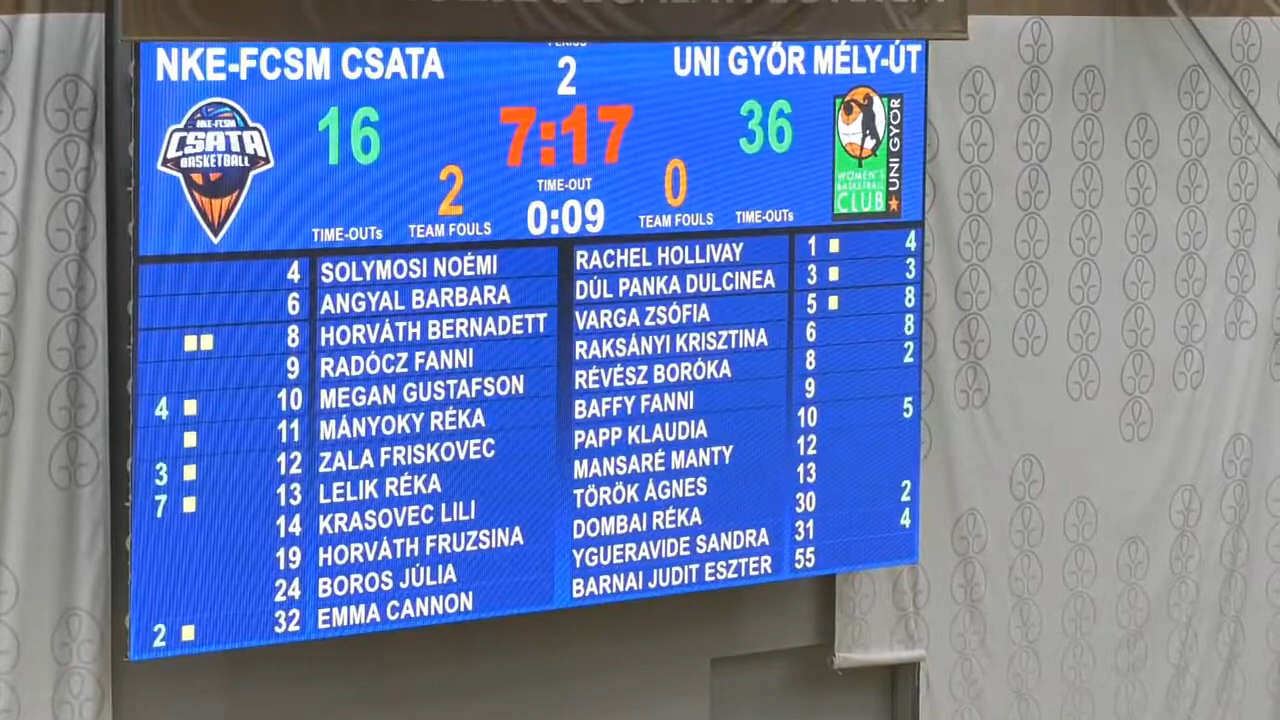 NKE-FCSM CSATA
2
UNI GYŐR MÉLY-ÚT
16
7:17
36
NKE-FCSM
CSATA
BASKETBALL
WOMEN'S
BASKETBALL
CLUB
UNI GYŐR
2
TIME-OUT
0
TIME-OUTs
TEAM FOULS
0:09
TEAM FOULS
TIME-OUTs
4 SOLYMOSI NOÉMI
6 ANGYAL BARBARA
8 HORVÁTH BERNADETT
9 RADÓCZ FANNI
4 10 MEGAN GUSTAFSON
11 MÁNYOKY RÉKA
3 12 ZALA FRISKOVEC
7 13 LELIK RÉKA
14 KRASOVEC LILI
19 HORVÁTH FRUZSINA
24 BOROS JÚLIA
2 32 EMMA CANNON
RACHEL HOLLIVAY 1 4
DÚL PANKA DULCINEA 3 3
VARGA ZSÓFIA 5 8
RAKSÁNYI KRISZTINA 6 8
RÉVÉSZ BORÓKA 8 2
BAFFY FANNI 9
PAPP KLAUDIA 10 5
MANSARÉ MANTY 12
TÖRÖK ÁGNES 13
DOMBAI RÉKA 30 2
YGUERAVIDE SANDRA 31 4
BARNAI JUDIT ESZTER 55